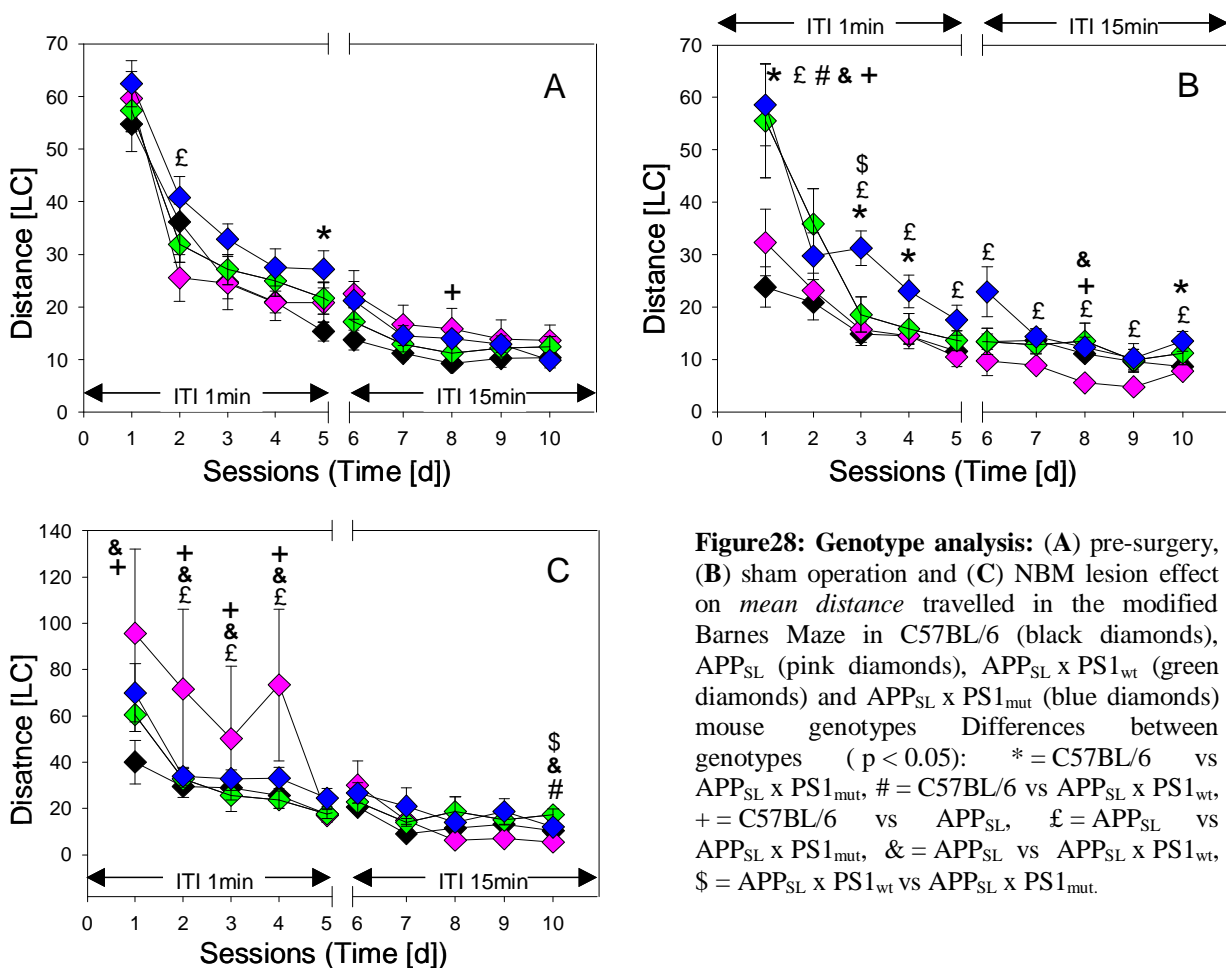 70
60
50
40
30
20
10
0
Distance [LC]
A
£
*
+
ITI 1min
ITI 15min
0 1 2 3 4 5 6 7 8 9 10
Sessions (Time [d])
ITI 1min
ITI 15min
70
60
50
40
30
20
10
0
Distance [LC]
B
* £ # & +
$
£
*
£
*
£
£
£
&
+
£
£
*
£
0 1 2 3 4 5 6 7 8 9 10
Sessions (Time [d])
140
120
100
80
60
40
20
0
Disatnce [LC]
C
&
+
+
&
£
+
&
£
+
&
£
$
&
#
ITI 1min
ITI 15min
0 1 2 3 4 5 6 7 8 9 10
Sessions (Time [d])
Figure28: Genotype analysis: (A) pre-surgery,
(B) sham operation and (C) NBM lesion effect
on mean distance travelled in the modified
Barnes Maze in C57BL/6 (black diamonds),
APPSL (pink diamonds), APPSL x PS1wt (green
diamonds) and APPSL x PS1mut (blue diamonds)
mouse genotypes Differences between
genotypes ( p < 0.05): * = C57BL/6 vs
APPSL x PS1mut, # = C57BL/6 vs APPSL x PS1wt,
+ = C57BL/6 vs APPSL, £ = APPSL vs
APPSL x PS1mut, & = APPSL vs APPSL x PS1wt,
$ = APPSL x PS1wt vs APPSL x PS1mut.